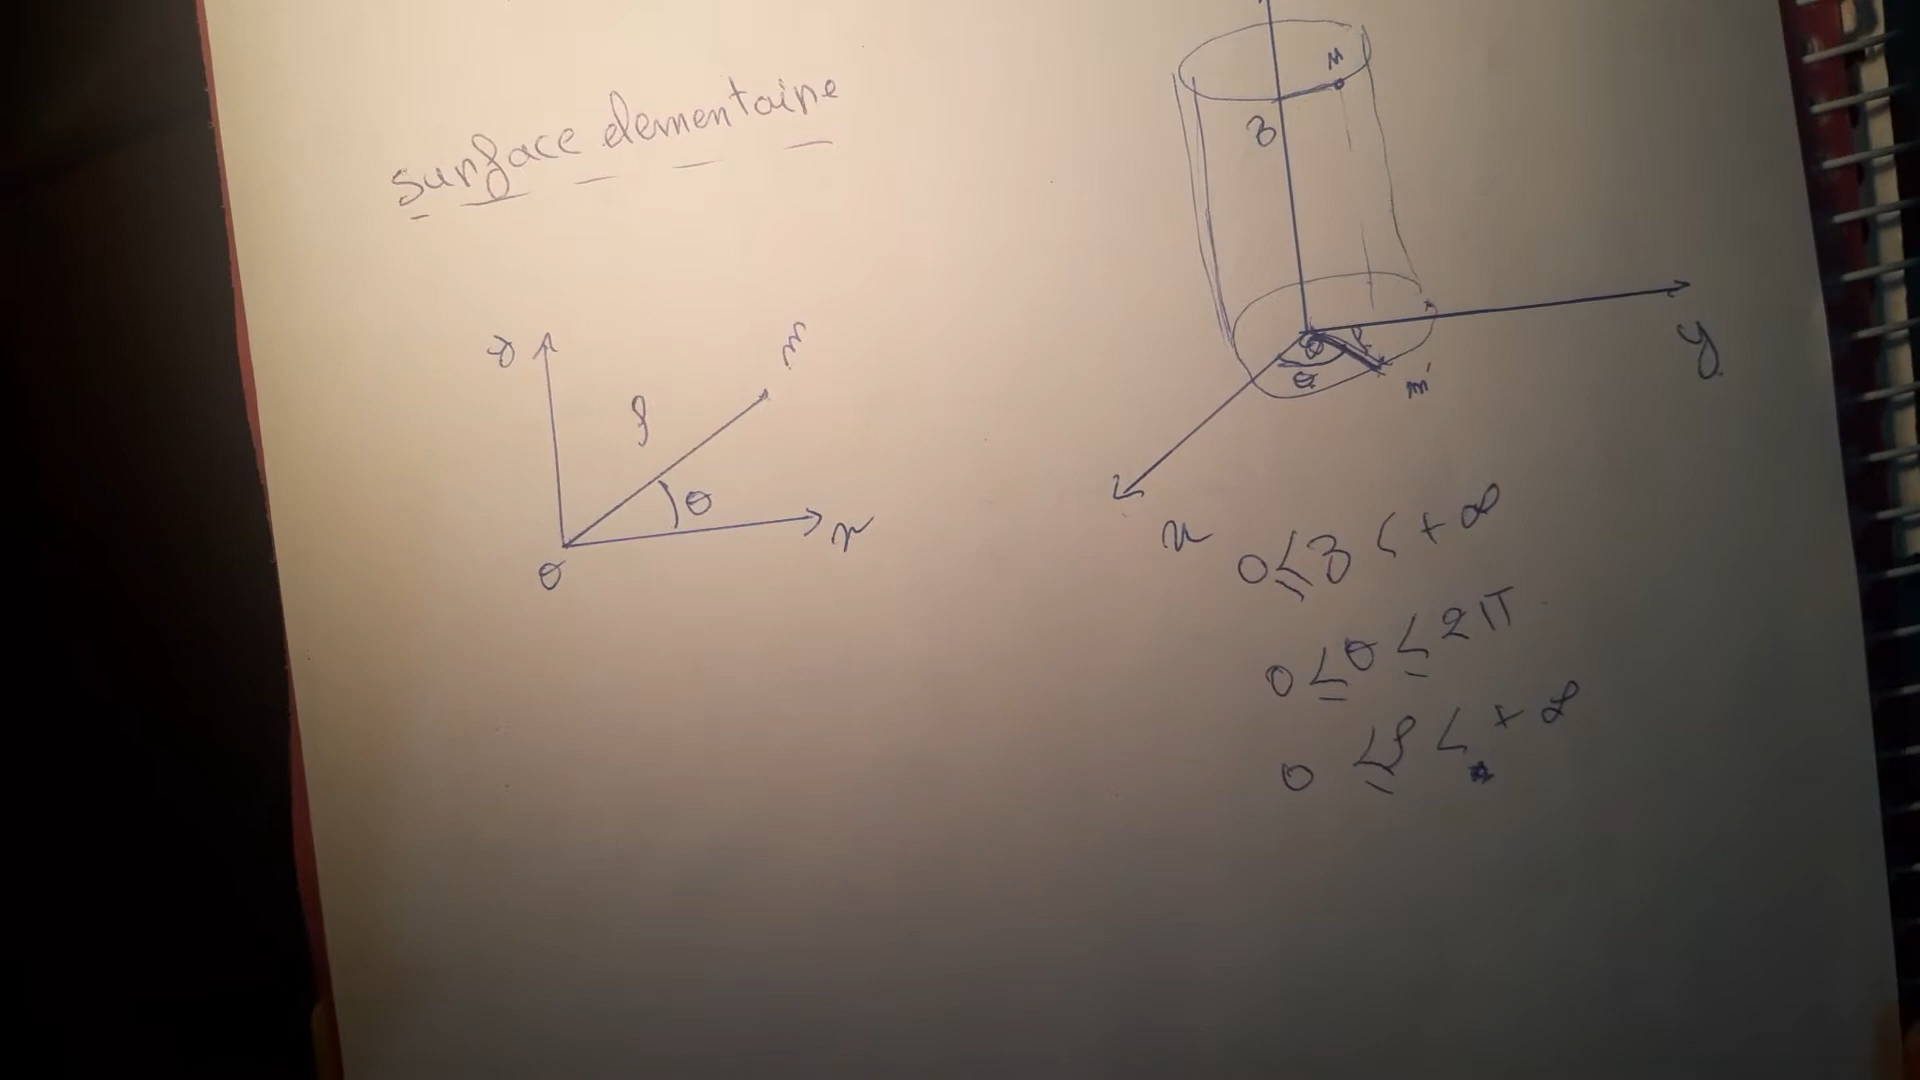 surface elementaire
M
z
y
m
ρ
θ
x
O
ρ
θ
m'
y
x
0 ≤ z < + ∞
0 ≤ θ ≤ 2π
0 ≤ ρ < + ∞